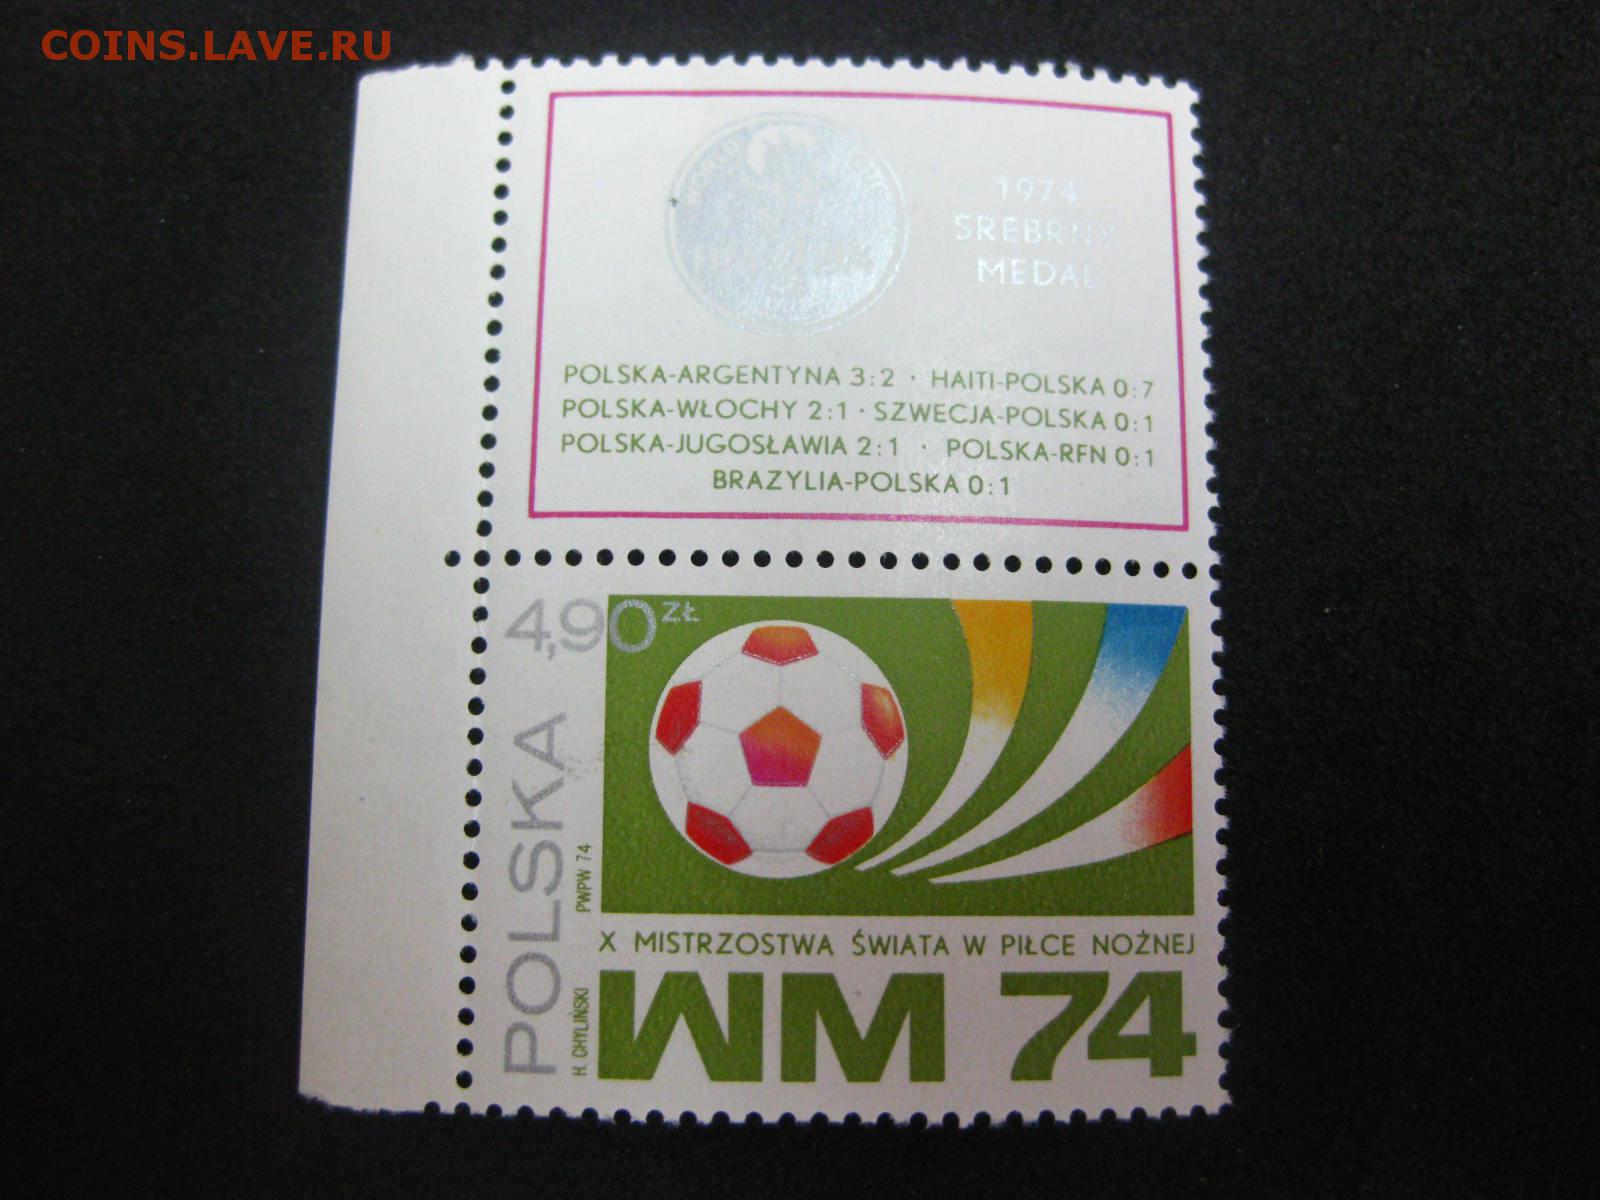 COINS.LAVE.RU
WORLD CUP
1974
SREBRNY
MEDAL
POLSKA-ARGENTYNA 3:2 · HAITI-POLSKA 0:7
POLSKA-WŁOCHY 2:1 · SZWECJA-POLSKA 0:1
POLSKA-JUGOSŁAWIA 2:1 · POLSKA-RFN 0:1
BRAZYLIA-POLSKA 0:1
4,90 ZŁ
POLSKA
PWPW 74
H. CHYLIŃSKI
X MISTRZOSTWA ŚWIATA W PIŁCE NOŻNEJ
WM 74